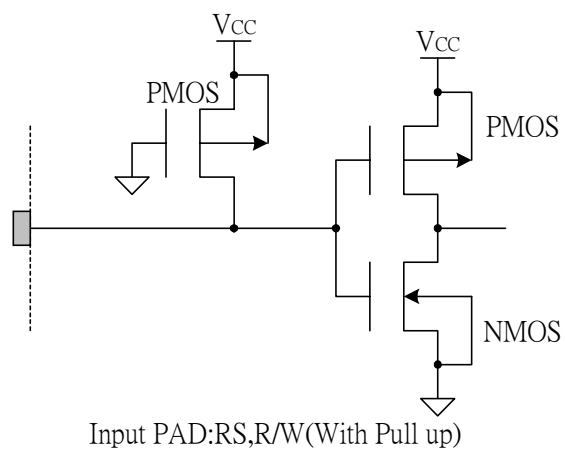 VCC
VCC
PMOS
PMOS
NMOS
Input PAD:RS,R/W(With Pull up)